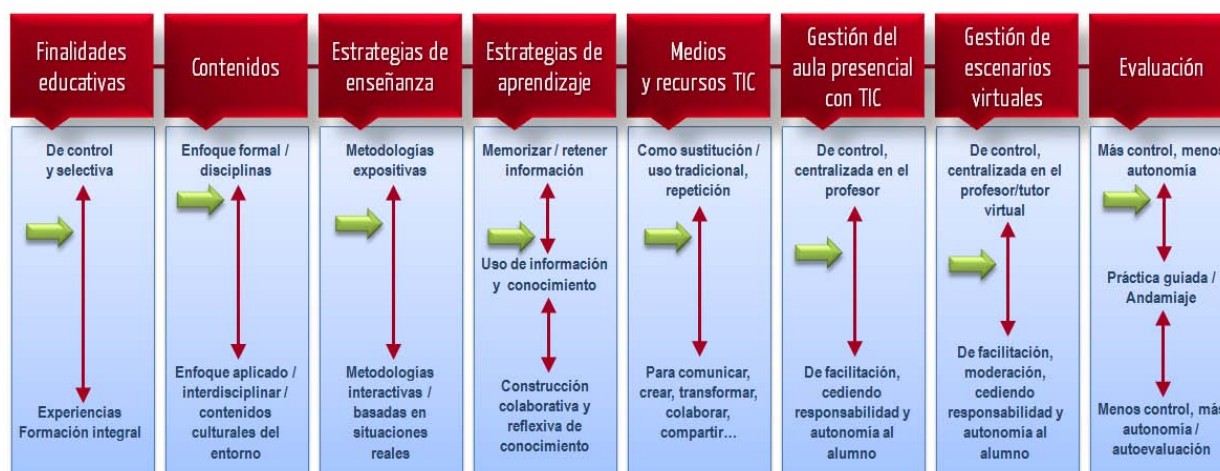 Finalidades
educativas
De control
y selectiva
Experiencias
Formación integral
Contenidos
Enfoque formal /
disciplinas
Enfoque aplicado /
interdisciplinar /
contenidos
culturales del
entorno
Estrategias de
enseñanza
Metodologías
expositivas
Metodologías
interactivas /
basadas en
situaciones
reales
Estrategias de
aprendizaje
Memorizar / retener
información
Uso de información
y conocimiento
Construcción
colaborativa y
reflexiva de
conocimiento
Medios
y recursos TIC
Como sustitución /
uso tradicional,
repetición
Para comunicar,
crear, transformar,
colaborar,
compartir...
Gestión del
aula presencial
con TIC
De control,
centralizada en el
profesor
De facilitación,
cediendo
responsabilidad y
autonomía al
alumno
Gestión de
escenarios
virtuales
De control,
centralizada en el
profesor/tutor
virtual
De facilitación,
moderación,
cediendo
responsabilidad y
autonomía al
alumno
Evaluación
Más control, menos
autonomía
Práctica guiada /
Andamiaje
Menos control, más
autonomía /
autoevaluación